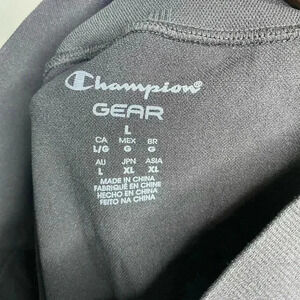 Champion
GEAR
L
CA MEX BR
L/G G G
AU JPN ASIA
L XL XL
MADE IN CHINA
FABRIQUÉ EN CHINE
HECHO EN CHINA
FEITO NA CHINA